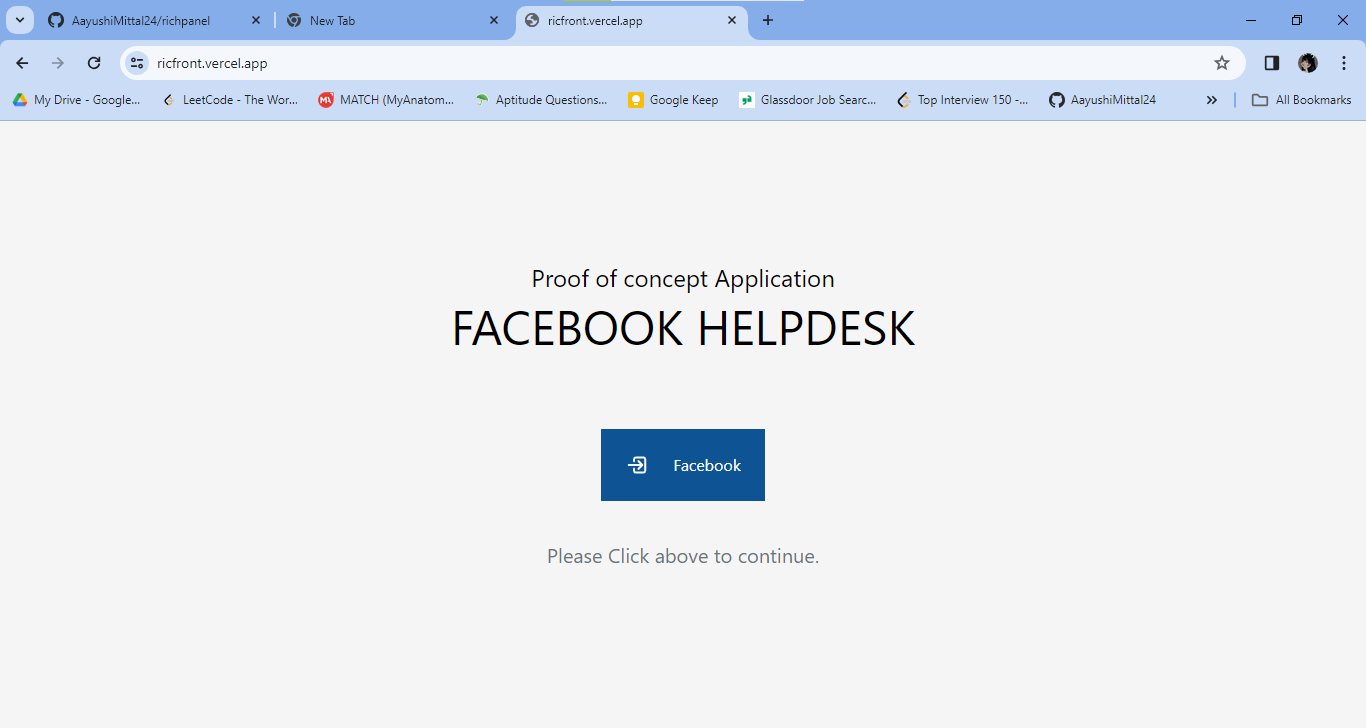 AayushiMittal24/richpanel
New Tab
ricfront.vercel.app
ricfront.vercel.app
My Drive - Google...
LeetCode - The Wor...
MATCH (MyAnatom...
Aptitude Questions...
Google Keep
Glassdoor Job Searc...
Top Interview 150 -...
AayushiMittal24
All Bookmarks
Proof of concept Application
FACEBOOK HELPDESK
Facebook
Please Click above to continue.